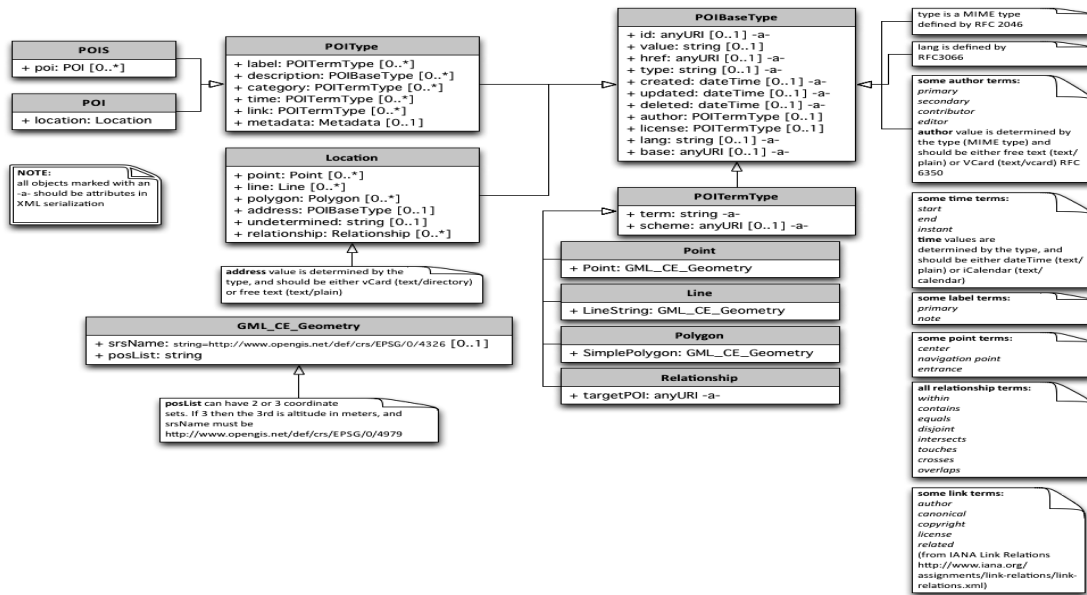 POIS
+ poi: POI [0..*]
POI
+ location: Location
NOTE:
all objects marked with an
-a- should be attributes in
XML serialization
POIType
+ label: POITermType [0..*]
+ description: POIBaseType [0..*]
+ category: POITermType [0..*]
+ time: POITermType [0..*]
+ link: POITermType [0..*]
+ metadata: Metadata [0..1]
Location
+ point: Point [0..*]
+ line: Line [0..*]
+ polygon: Polygon [0..*]
+ address: POIBaseType [0..1]
+ undetermined: string [0..1]
+ relationship: Relationship [0..*]
address value is determined by the
type, and should be either vCard (text/directory)
or free text (text/plain)
GML_CE_Geometry
+ srsName: string=http://www.opengis.net/def/crs/EPSG/0/4326 [0..1]
+ posList: string
posList can have 2 or 3 coordinate
sets. If 3 then the 3rd is altitude in meters, and
srsName must be
http://www.opengis.net/def/crs/EPSG/0/4979
POIBaseType
+ id: anyURI [0..1] -a-
+ value: string [0..1]
+ href: anyURI [0..1] -a-
+ type: string [0..1] -a-
+ created: dateTime [0..1] -a-
+ updated: dateTime [0..1] -a-
+ deleted: dateTime [0..1] -a-
+ author: POITermType [0..1]
+ license: POITermType [0..1]
+ lang: string [0..1] -a-
+ base: anyURI [0..1] -a-
POITermType
+ term: string -a-
+ scheme: anyURI [0..1] -a-
Point
+ Point: GML_CE_Geometry
Line
+ LineString: GML_CE_Geometry
Polygon
+ SimplePolygon: GML_CE_Geometry
Relationship
+ targetPOI: anyURI -a-
type is a MIME type
defined by RFC 2046
lang is defined by
RFC3066
some author terms:
primary
secondary
contributor
editor
author value is determined by
the type (MIME type) and
should be either free text (text/
plain) or VCard (text/vcard) RFC
6350
some time terms:
start
end
instant
time values are
determined by the type, and
should be either dateTime (text/
plain) or iCalendar (text/
calendar)
some label terms:
primary
note
some point terms:
center
navigation point
entrance
all relationship terms:
within
contains
equals
disjoint
intersects
touches
crosses
overlaps
some link terms:
author
canonical
copyright
license
related
(from IANA Link Relations
http://www.iana.org/
assignments/link-relations/link-
relations.xml)